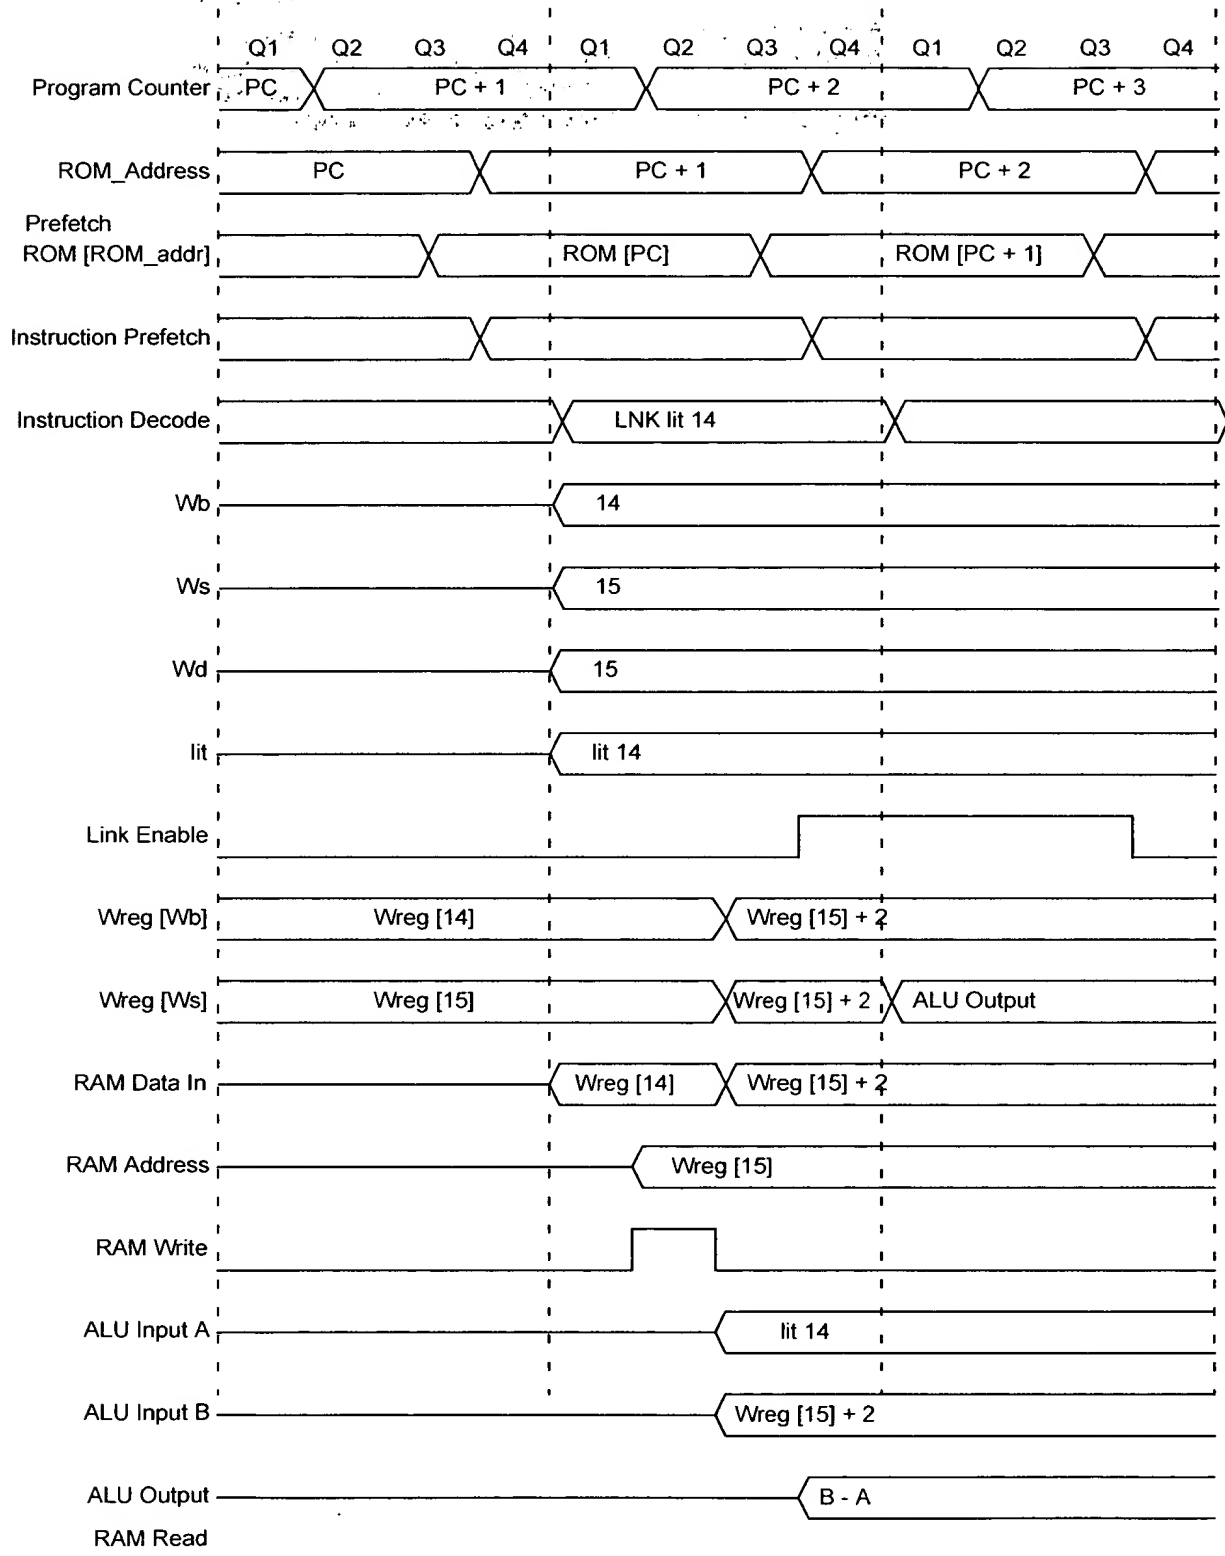 Q1 Q2 Q3 Q4 Q1 Q2 Q3 Q4 Q1 Q2 Q3 Q4
Program Counter PC PC + 1 PC + 2 PC + 3
ROM_Address PC PC + 1 PC + 2
Prefetch
ROM [ROM_addr] ROM [PC] ROM [PC + 1]
Instruction Prefetch
Instruction Decode LNK lit 14
Wb 14
Ws 15
Wd 15
lit lit 14
Link Enable
Wreg [Wb] Wreg [14] Wreg [15] + 2
Wreg [Ws] Wreg [15] Wreg [15] + 2 ALU Output
RAM Data In Wreg [14] Wreg [15] + 2
RAM Address Wreg [15]
RAM Write
ALU Input A lit 14
ALU Input B Wreg [15] + 2
ALU Output B - A
RAM Read